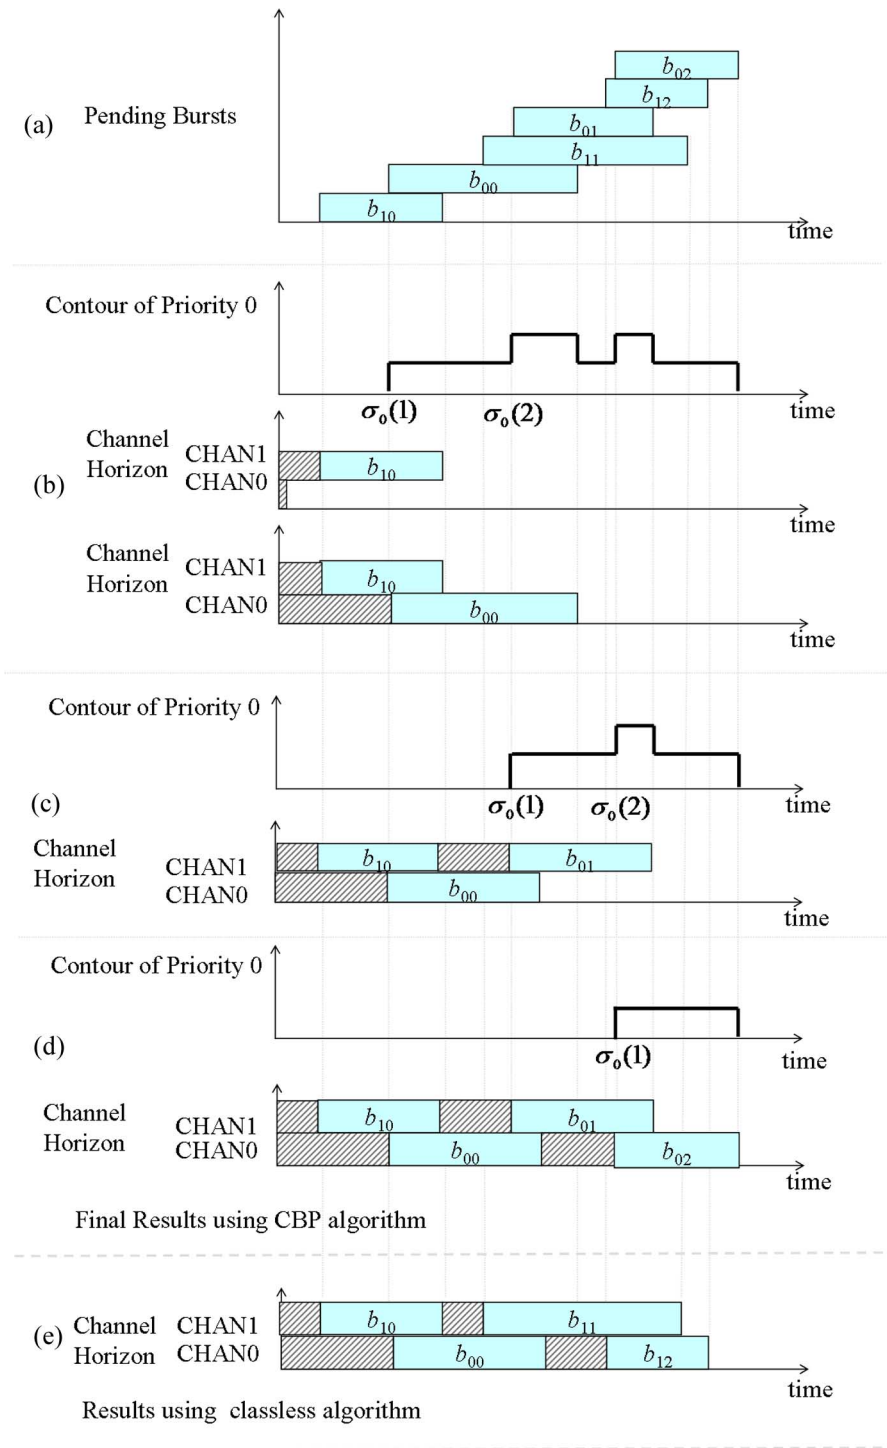 b02
b12
(a) Pending Bursts
b01
b11
b00
b10
time
Contour of Priority 0
σ0(1) σ0(2) time
Channel Horizon
CHAN1
CHAN0
b10
(b)
time
Channel Horizon
CHAN1
CHAN0
b10
b00
time
Contour of Priority 0
(c)
σ0(1) σ0(2) time
Channel Horizon
CHAN1
CHAN0
b10 b01
b00
time
Contour of Priority 0
(d)
σ0(1) time
Channel Horizon
CHAN1
CHAN0
b10 b01
b00 b02
time
Final Results using CBP algorithm
(e)
Channel Horizon
CHAN1
CHAN0
b10 b11
b00 b12
time
Results using classless algorithm